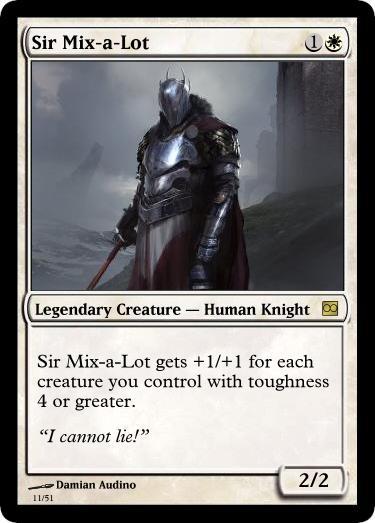 Sir Mix-a-Lot 1
Legendary Creature — Human Knight
Sir Mix-a-Lot gets +1/+1 for each
creature you control with toughness
4 or greater.
“I cannot lie!”
Damian Audino
2/2
11/51